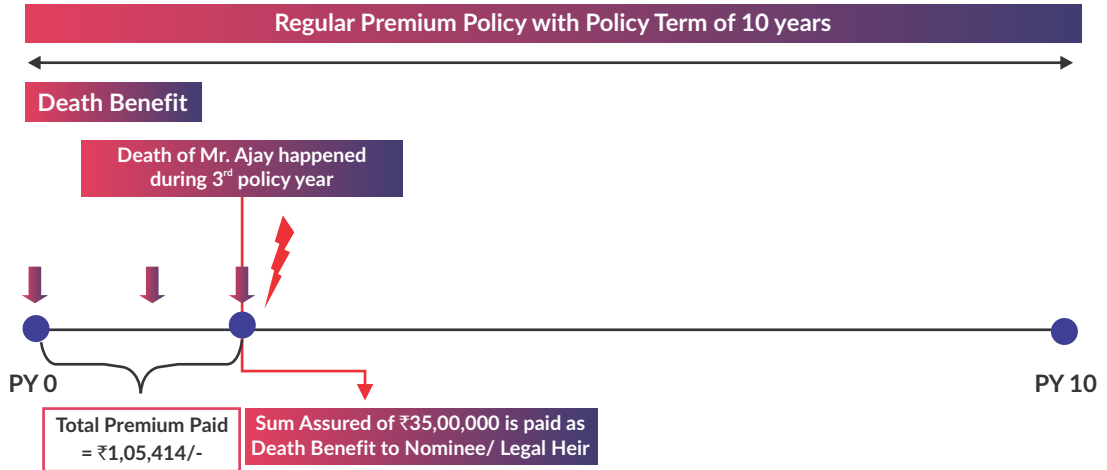 Regular Premium Policy with Policy Term of 10 years
Death Benefit
Death of Mr. Ajay happened
during 3rd policy year
PY 0
PY 10
Total Premium Paid
= ₹1,05,414/-
Sum Assured of ₹35,00,000 is paid as
Death Benefit to Nominee/ Legal Heir